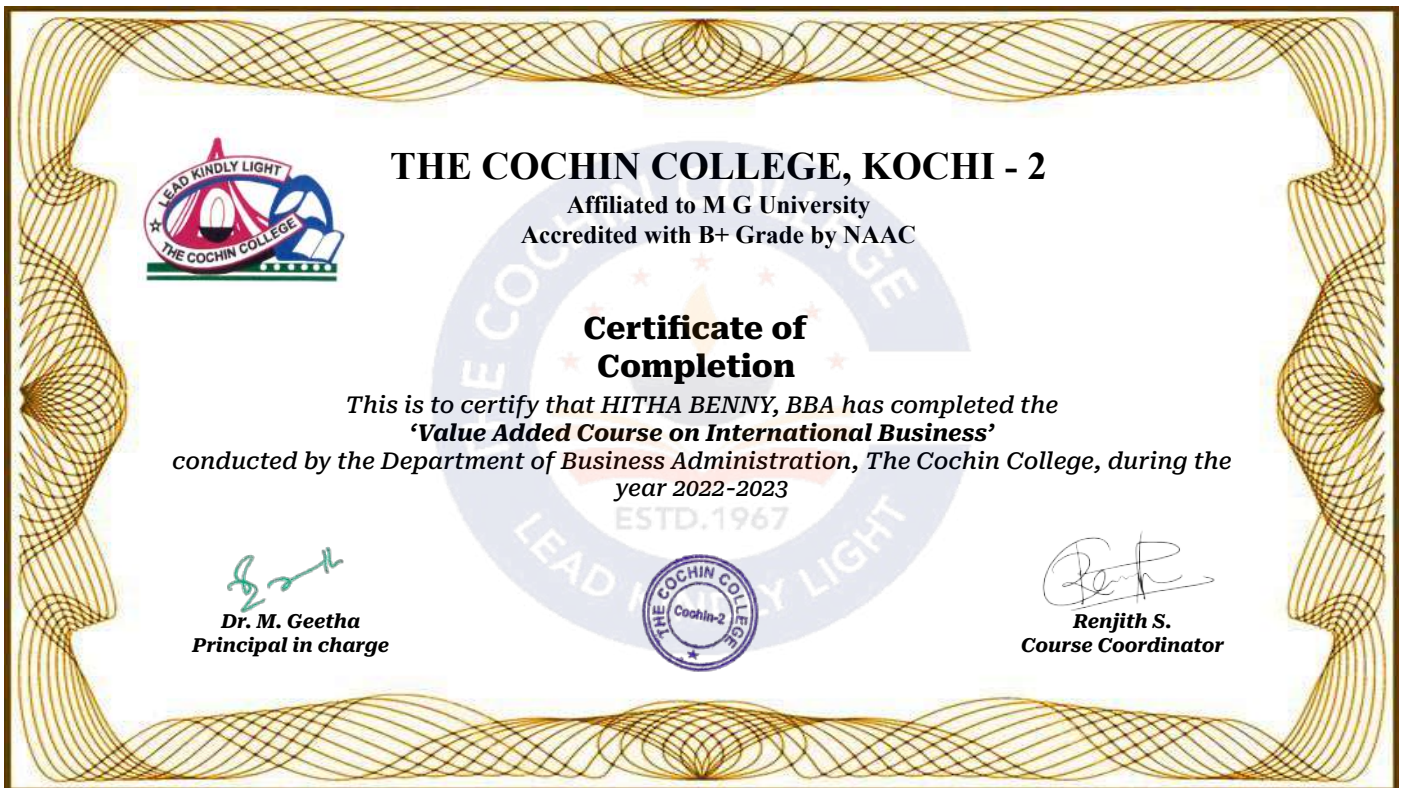 LEAD KINDLY LIGHT
THE COCHIN COLLEGE
THE COCHIN COLLEGE, KOCHI - 2
Affiliated to M G University
Accredited with B+ Grade by NAAC
THE COCHIN COLLEGE
Certificate of
Completion
This is to certify that HITHA BENNY, BBA has completed the
‘Value Added Course on International Business’
conducted by the Department of Business Administration, The Cochin College, during the
year 2022-2023
ESTD.1967
LEAD KINDLY LIGHT
THE COCHIN COLLEGE
Cochin-2
Dr. M. Geetha
Principal in charge
Renjith S.
Course Coordinator